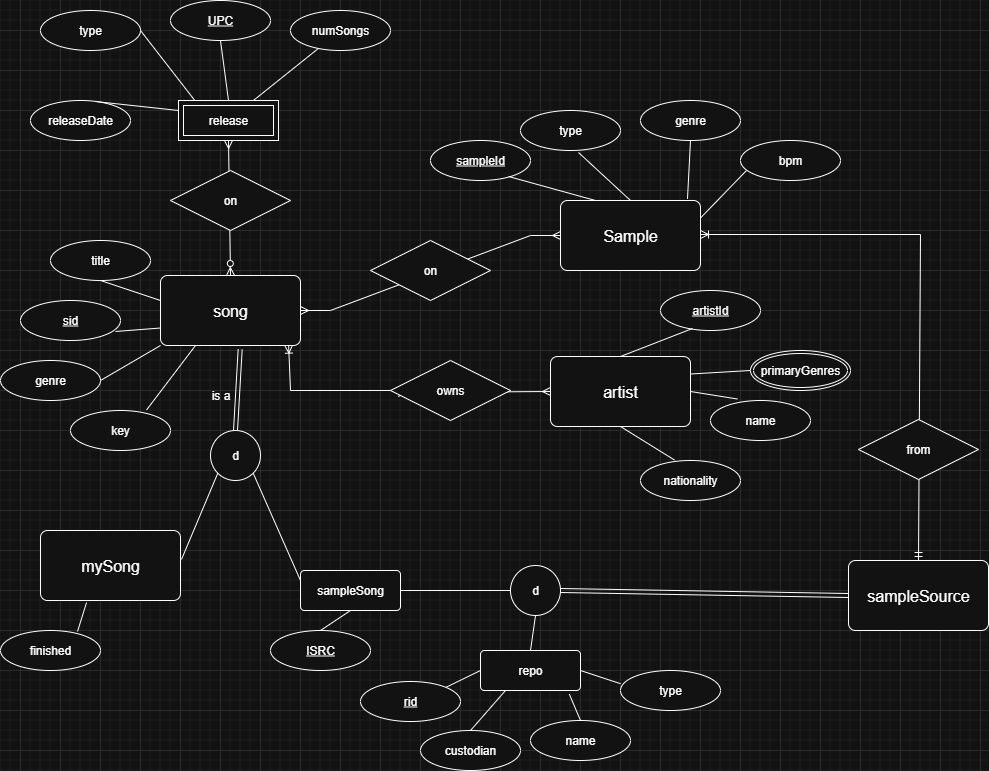 UPC
type
numSongs
releaseDate
release
on
sampleId
type
genre
bpm
Sample
title
sid
genre
key
song
on
artistId
primaryGenres
name
nationality
artist
owns
is a
d
from
mySong
finished
sampleSong
ISRC
d
sampleSource
repo
rid
custodian
name
type